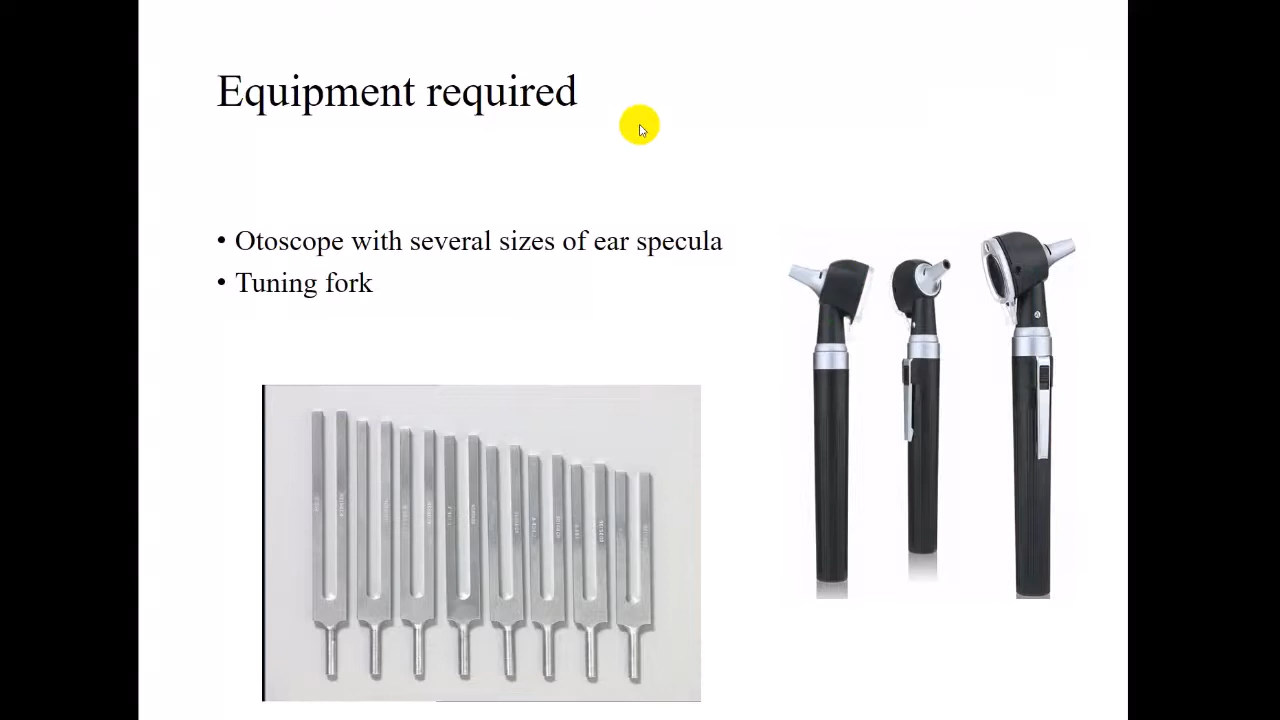 Equipment required
• Otoscope with several sizes of ear specula
• Tuning fork